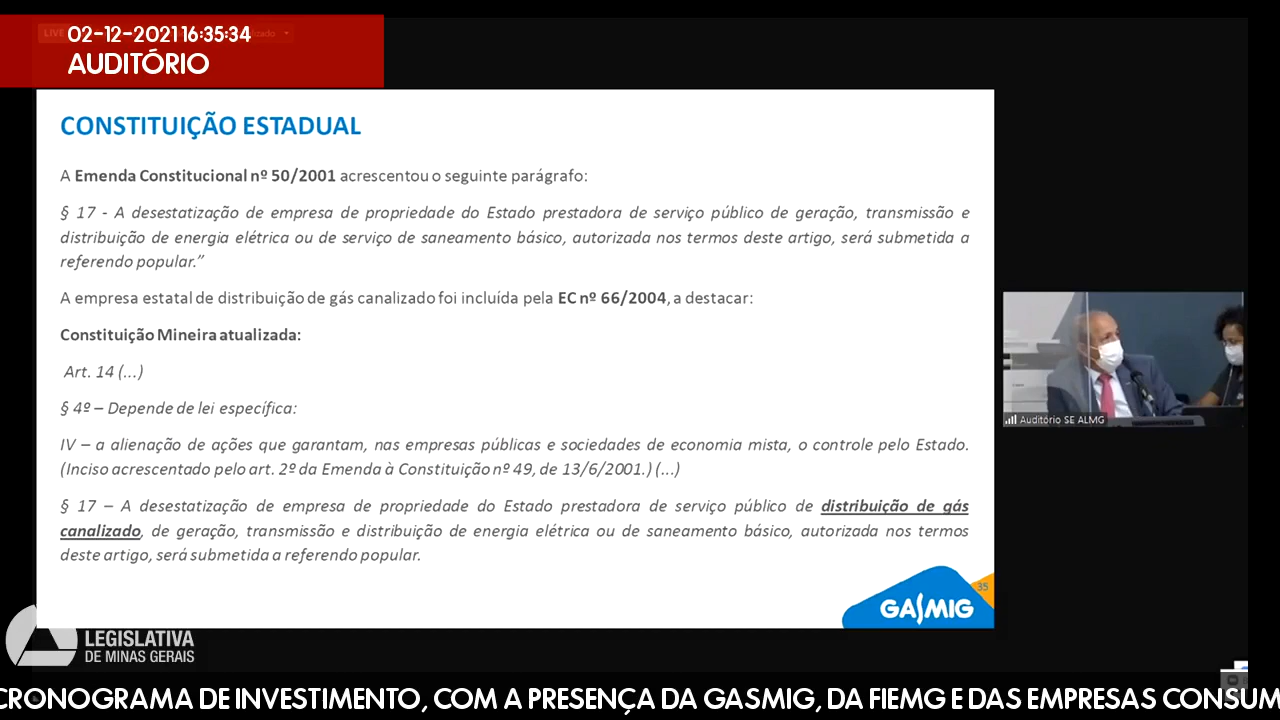 LIVE
02-12-2021 16:35:34
AUDITÓRIO
CONSTITUIÇÃO ESTADUAL
A Emenda Constitucional nº 50/2001 acrescentou o seguinte parágrafo:
§ 17 - A desestatização de empresa de propriedade do Estado prestadora de serviço público de geração, transmissão e
distribuição de energia elétrica ou de serviço de saneamento básico, autorizada nos termos deste artigo, será submetida a
referendo popular.”
A empresa estatal de distribuição de gás canalizado foi incluída pela EC nº 66/2004, a destacar:
Constituição Mineira atualizada:
Art. 14 (...)
§ 4º – Depende de lei específica:
IV – a alienação de ações que garantam, nas empresas públicas e sociedades de economia mista, o controle pelo Estado.
(Inciso acrescentado pelo art. 2º da Emenda à Constituição nº 49, de 13/6/2001.) (...)
§ 17 – A desestatização de empresa de propriedade do Estado prestadora de serviço público de distribuição de gás
canalizado, de geração, transmissão e distribuição de energia elétrica ou de saneamento básico, autorizada nos termos
deste artigo, será submetida a referendo popular.
35
GASMIG
Auditório SE ALMG
LEGISLATIVA
DE MINAS GERAIS
CRONOGRAMA DE INVESTIMENTO, COM A PRESENÇA DA GASMIG, DA FIEMG E DAS EMPRESAS CONSUM